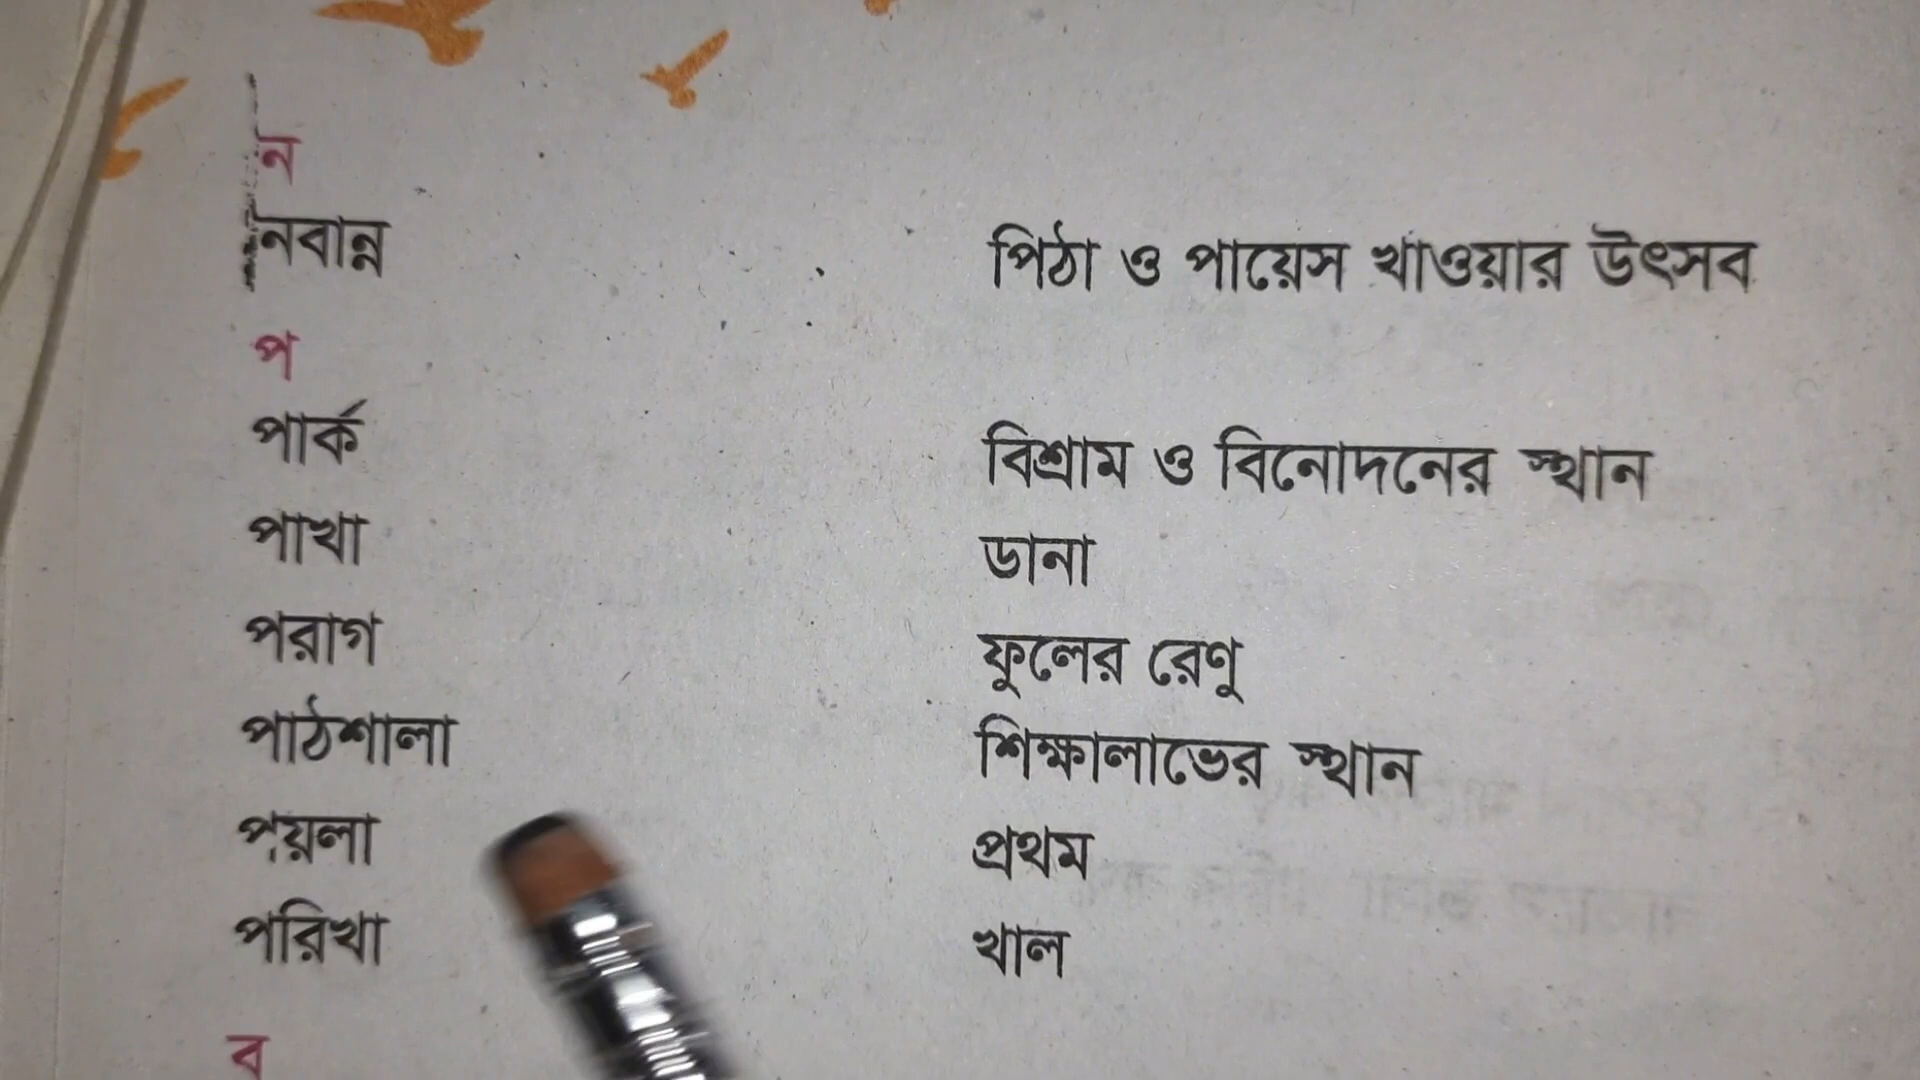 ন
নবান্ন পিঠা ও পায়েস খাওয়ার উৎসব
প
পার্ক বিশ্রাম ও বিনোদনের স্থান
পাখা ডানা
পরাগ ফুলের রেণু
পাঠশালা শিক্ষালাভের স্থান
পয়লা প্রথম
পরিখা খাল
ব